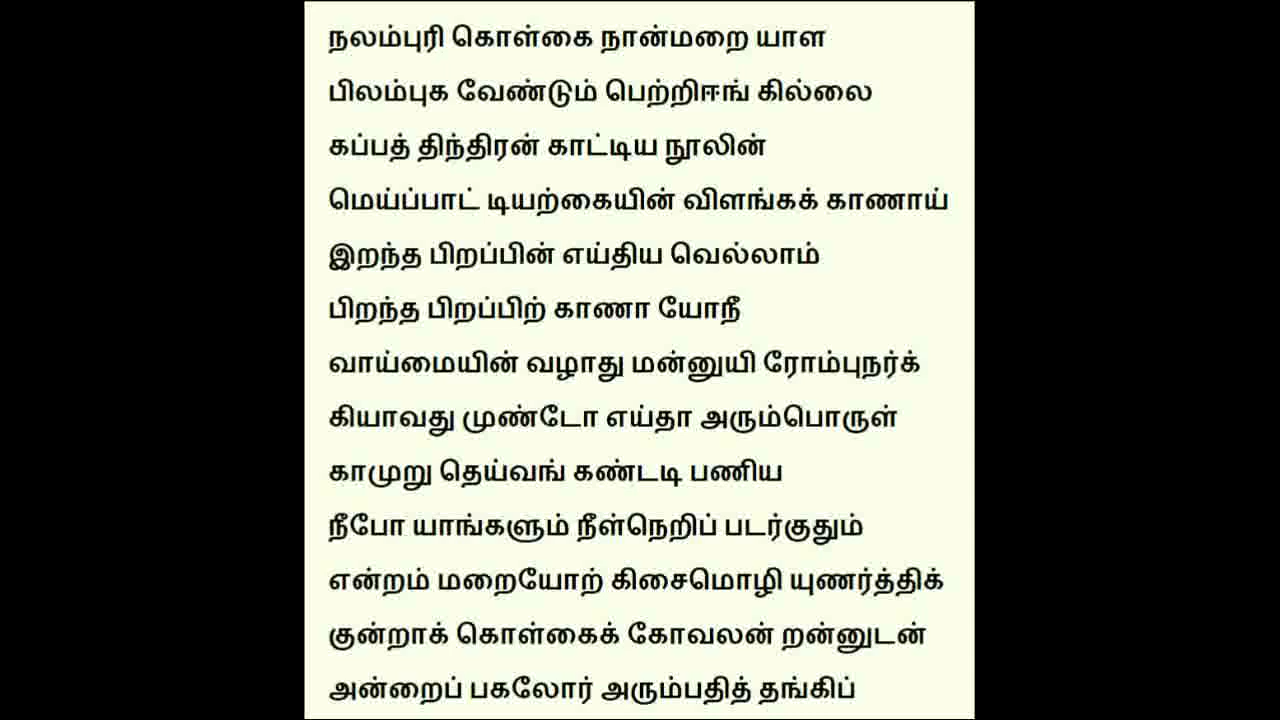 நலம்புரி கொள்கை நான்மறை யாள
பிலம்புக வேண்டும் பெற்றிஈங் கில்லை
கப்பத் திந்திரன் காட்டிய நூலின்
மெய்ப்பாட் டியற்கையின் விளங்கக் காணாய்
இறந்த பிறப்பின் எய்திய வெல்லாம்
பிறந்த பிறப்பிற் காணா யோநீ
வாய்மையின் வழாது மன்னுயி ரோம்புநர்க்
கியாவது முண்டோ எய்தா அரும்பொருள்
காமுறு தெய்வங் கண்டடி பணிய
நீபோ யாங்களும் நீள்நெறிப் படர்குதும்
என்றம் மறையோற் கிசைமொழி யுணர்த்திக்
குன்றாக் கொள்கைக் கோவலன் றன்னுடன்
அன்றைப் பகலோர் அரும்பதித் தங்கிப்